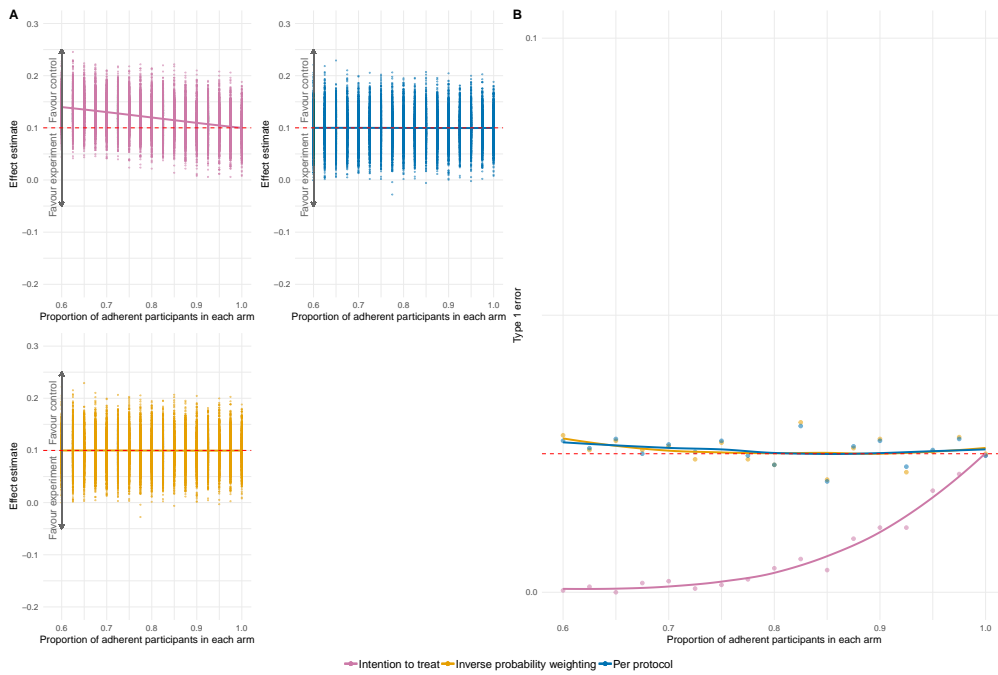 A
0.3
0.2
0.1
0.0
−0.1
−0.2
Effect estimate
Favour experiment
Favour control
0.6 0.7 0.8 0.9 1.0
Proportion of adherent participants in each arm
0.3
0.2
0.1
0.0
−0.1
−0.2
Effect estimate
Favour experiment
Favour control
0.6 0.7 0.8 0.9 1.0
Proportion of adherent participants in each arm
0.3
0.2
0.1
0.0
−0.1
−0.2
Effect estimate
Favour experiment
Favour control
0.6 0.7 0.8 0.9 1.0
Proportion of adherent participants in each arm
B
0.1
0.0
Type 1 error
0.6 0.7 0.8 0.9 1.0
Proportion of adherent participants in each arm
Intention to treat Inverse probability weighting Per protocol